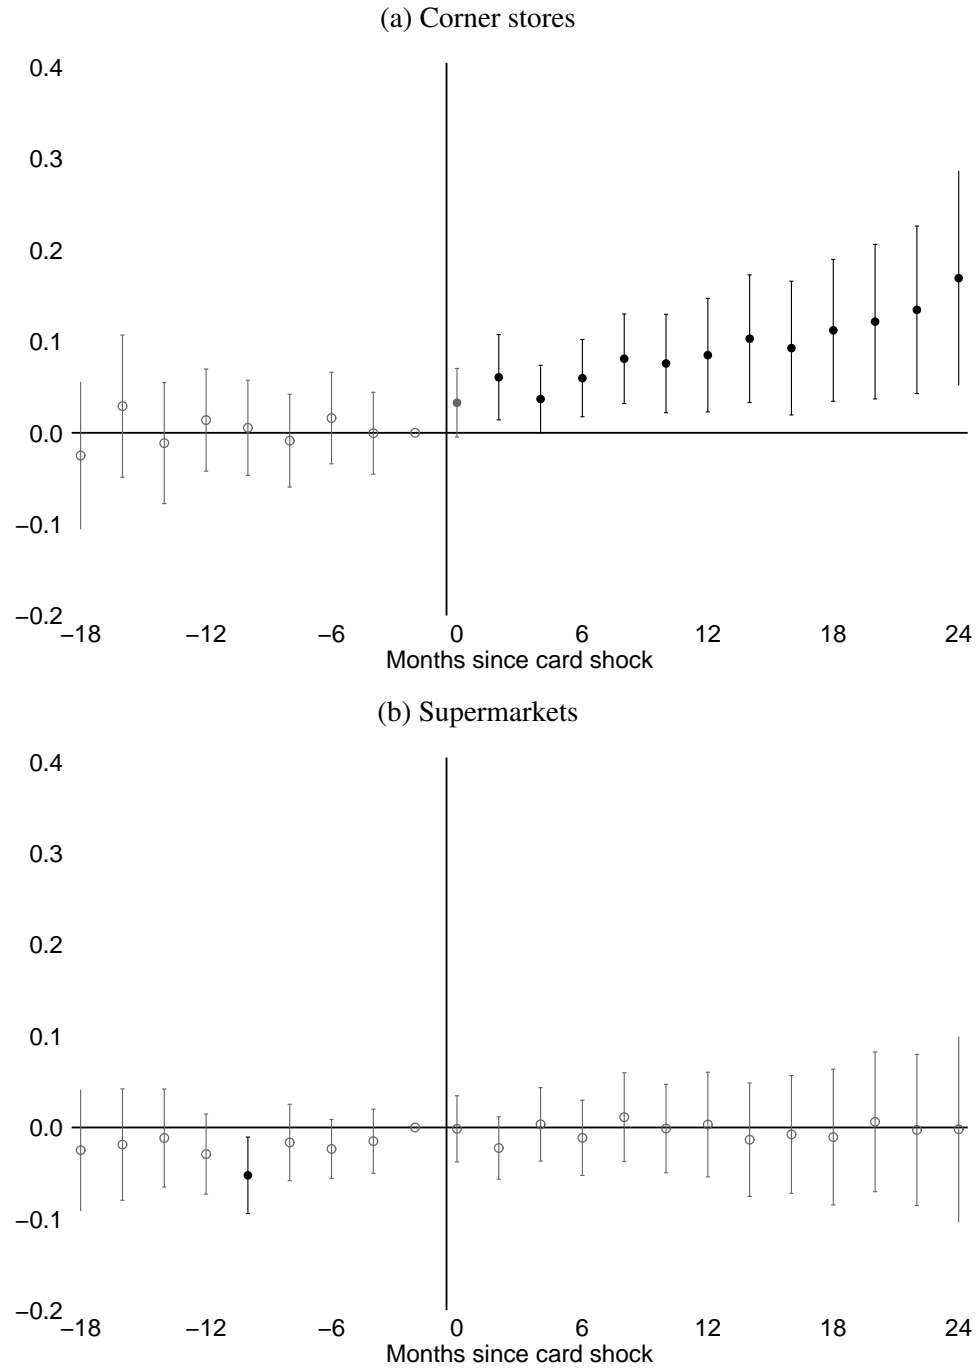 (a) Corner stores
0.4
0.3
0.2
0.1
0.0
−0.1
−0.2
−18 −12 −6 0 6 12 18 24
Months since card shock
(b) Supermarkets
0.4
0.3
0.2
0.1
0.0
−0.1
−0.2
−18 −12 −6 0 6 12 18 24
Months since card shock